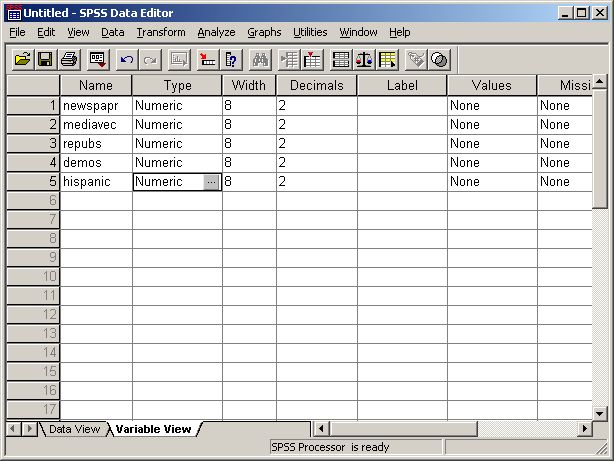 Untitled - SPSS Data Editor
File Edit View Data Transform Analyze Graphs Utilities Window Help
Name Type Width Decimals Label Values Missi
1 newspapr Numeric 8 2 None None
2 mediavec Numeric 8 2 None None
3 repubs Numeric 8 2 None None
4 demos Numeric 8 2 None None
5 hispanic Numeric ... 8 2 None None
6
7
8
9
10
11
12
13
14
15
16
17
Data View Variable View
SPSS Processor is ready